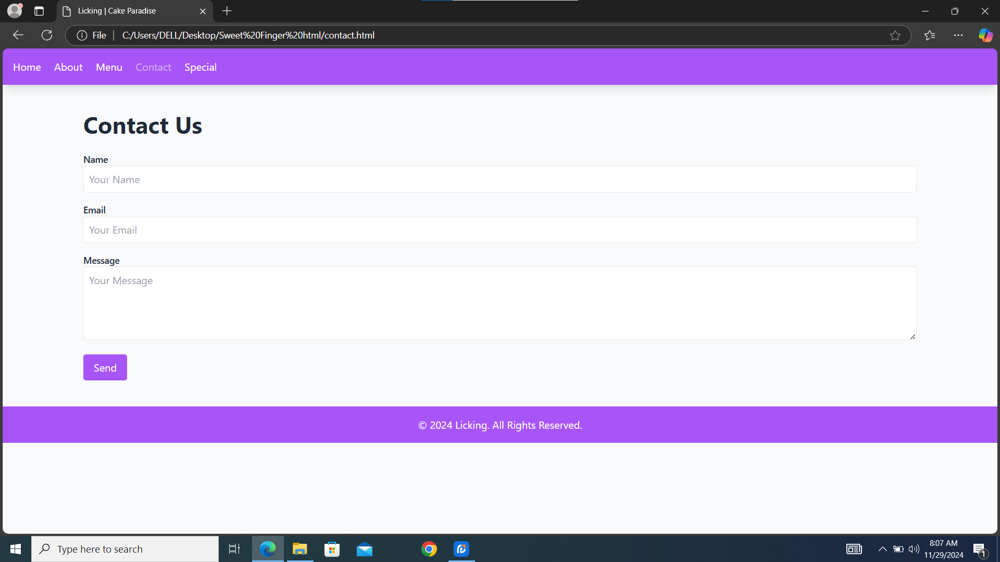 Licking | Cake Paradise
File
C:/Users/DELL/Desktop/Sweet%20Finger%20html/contact.html
Home About Menu Contact Special
Contact Us
Name
Your Name
Email
Your Email
Message
Your Message
Send
© 2024 Licking. All Rights Reserved.
Type here to search
8:07 AM
11/29/2024
1